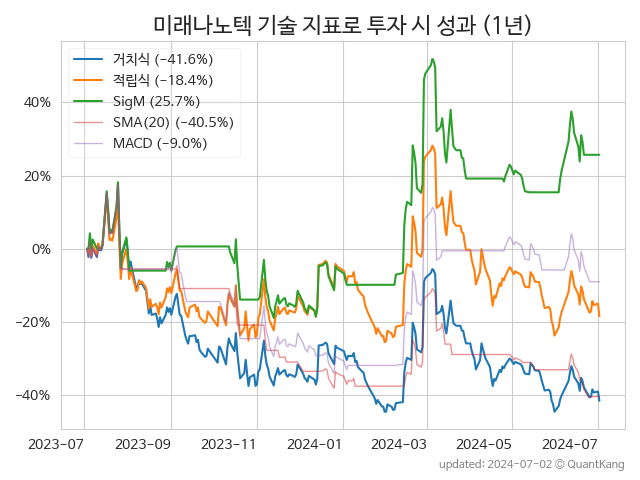 미래나노텍 기술 지표로 투자 시 성과 (1년)
거치식 (−41.6%)
적립식 (−18.4%)
SigM (25.7%)
SMA(20) (−40.5%)
MACD (−9.0%)
40%
20%
0%
−20%
−40%
2023-07 2023-09 2023-11 2024-01 2024-03 2024-05 2024-07
updated: 2024-07-02 ⓒ QuantKang